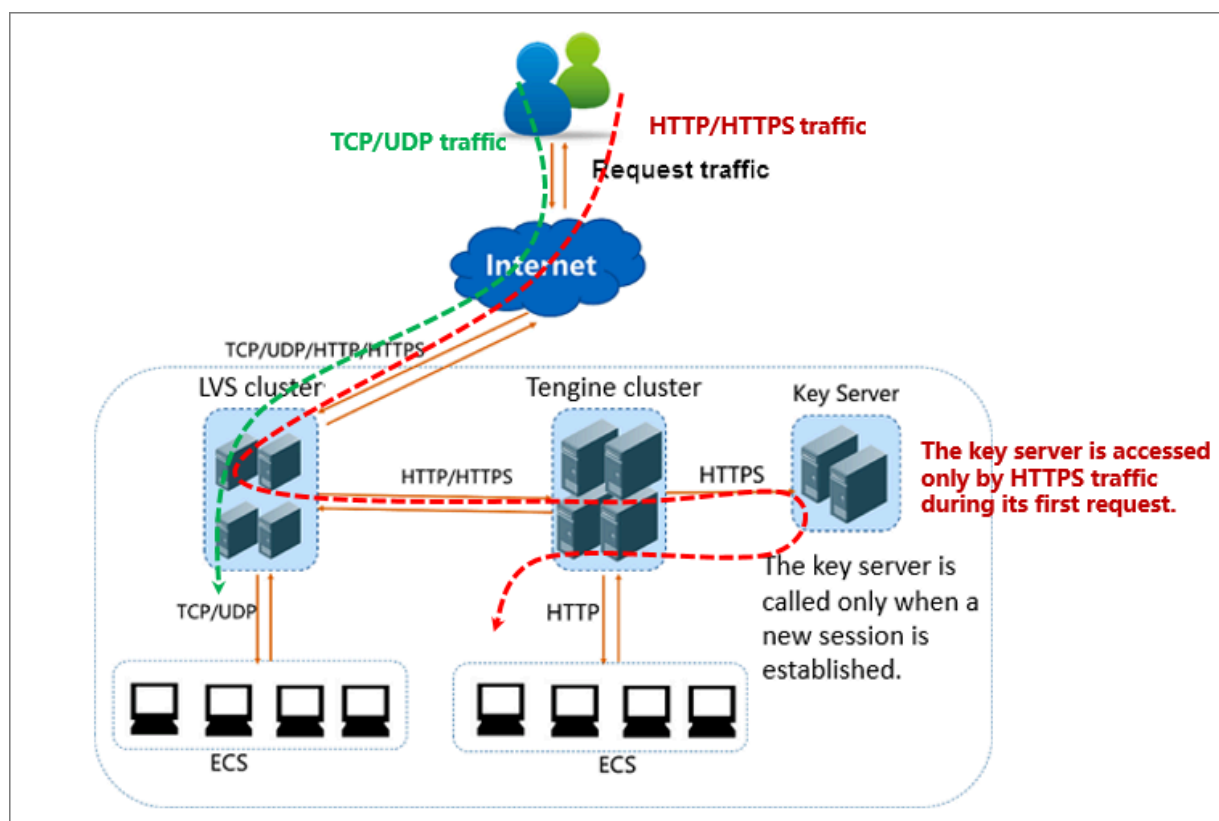 TCP/UDP traffic
HTTP/HTTPS traffic
Request traffic
Internet
TCP/UDP/HTTP/HTTPS
LVS cluster
Tengine cluster
Key Server
HTTP/HTTPS
HTTPS
The key server is accessed
only by HTTPS traffic
during its first request.
The key server is
called only when a
new session is
established.
TCP/UDP
HTTP
ECS
ECS